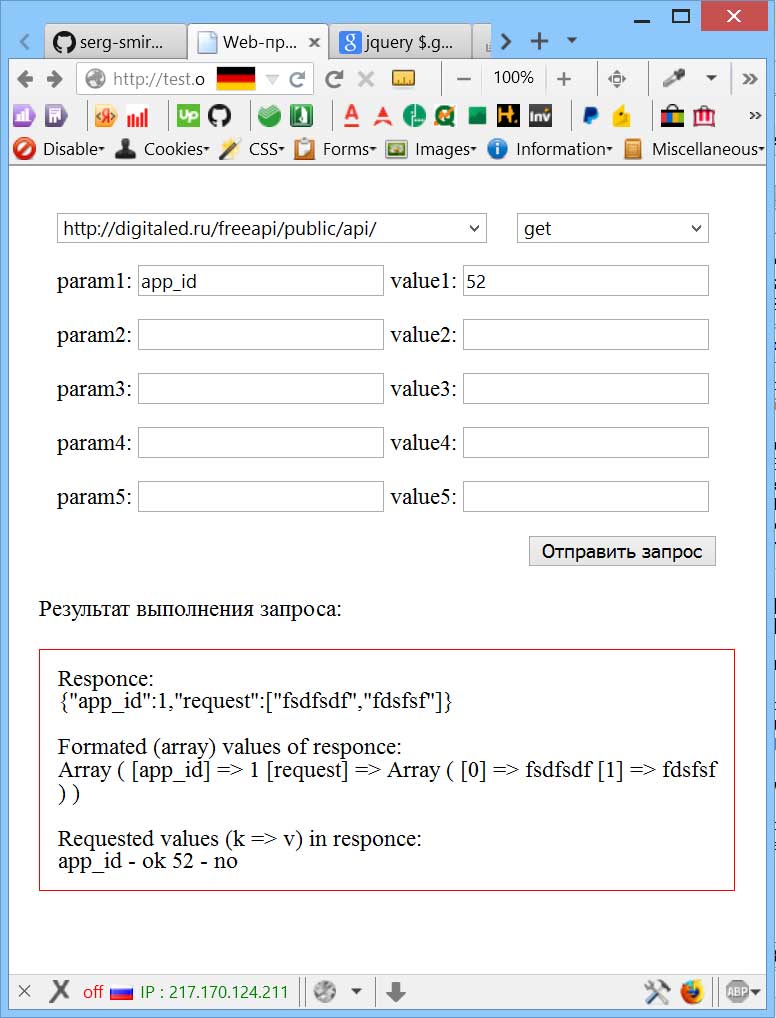 serg-smir...
Web-пр...
jquery $.g...
http://test.o
100%
Up
H.
Inv
Disable
Cookies
CSS
Forms
Images
Information
Miscellaneous
http://digitaled.ru/freeapi/public/api/ get
param1: app_id value1: 52
param2: value2:
param3: value3:
param4: value4:
param5: value5:
Отправить запрос
Результат выполнения запроса:
Responce:
{"app_id":1,"request":["fsdfsdf","fdsfsf"]}
Formated (array) values of responce:
Array ( [app_id] => 1 [request] => Array ( [0] => fsdfsdf [1] => fdsfsf
) )
Requested values (k => v) in responce:
app_id - ok 52 - no
off IP : 217.170.124.211
ABP